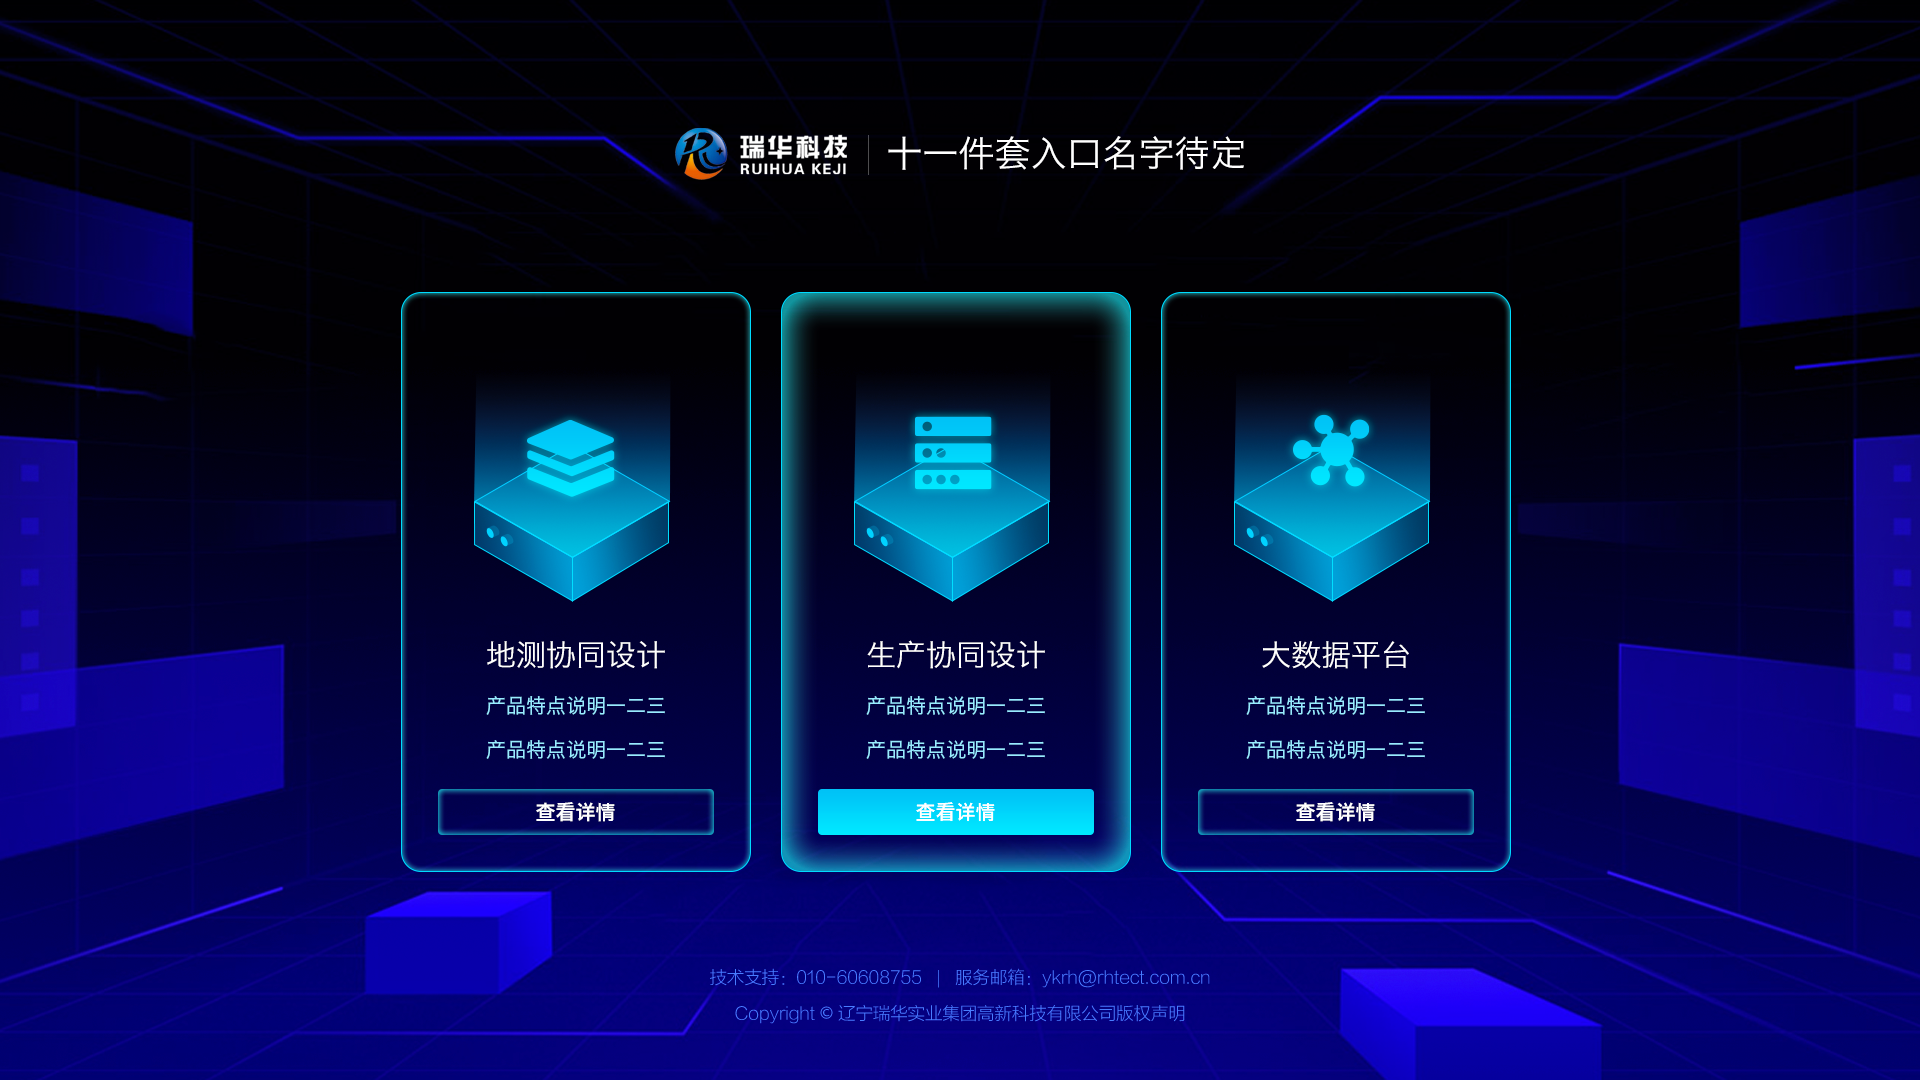 瑞华科技
RUIHUA KEJI
十一件套入口名字待定
地测协同设计
产品特点说明一二三
产品特点说明一二三
查看详情
生产协同设计
产品特点说明一二三
产品特点说明一二三
查看详情
大数据平台
产品特点说明一二三
产品特点说明一二三
查看详情
技术支持：010-60608755 | 服务邮箱：ykrh@rhtect.com.cn
Copyright © 辽宁瑞华实业集团高新科技有限公司版权声明